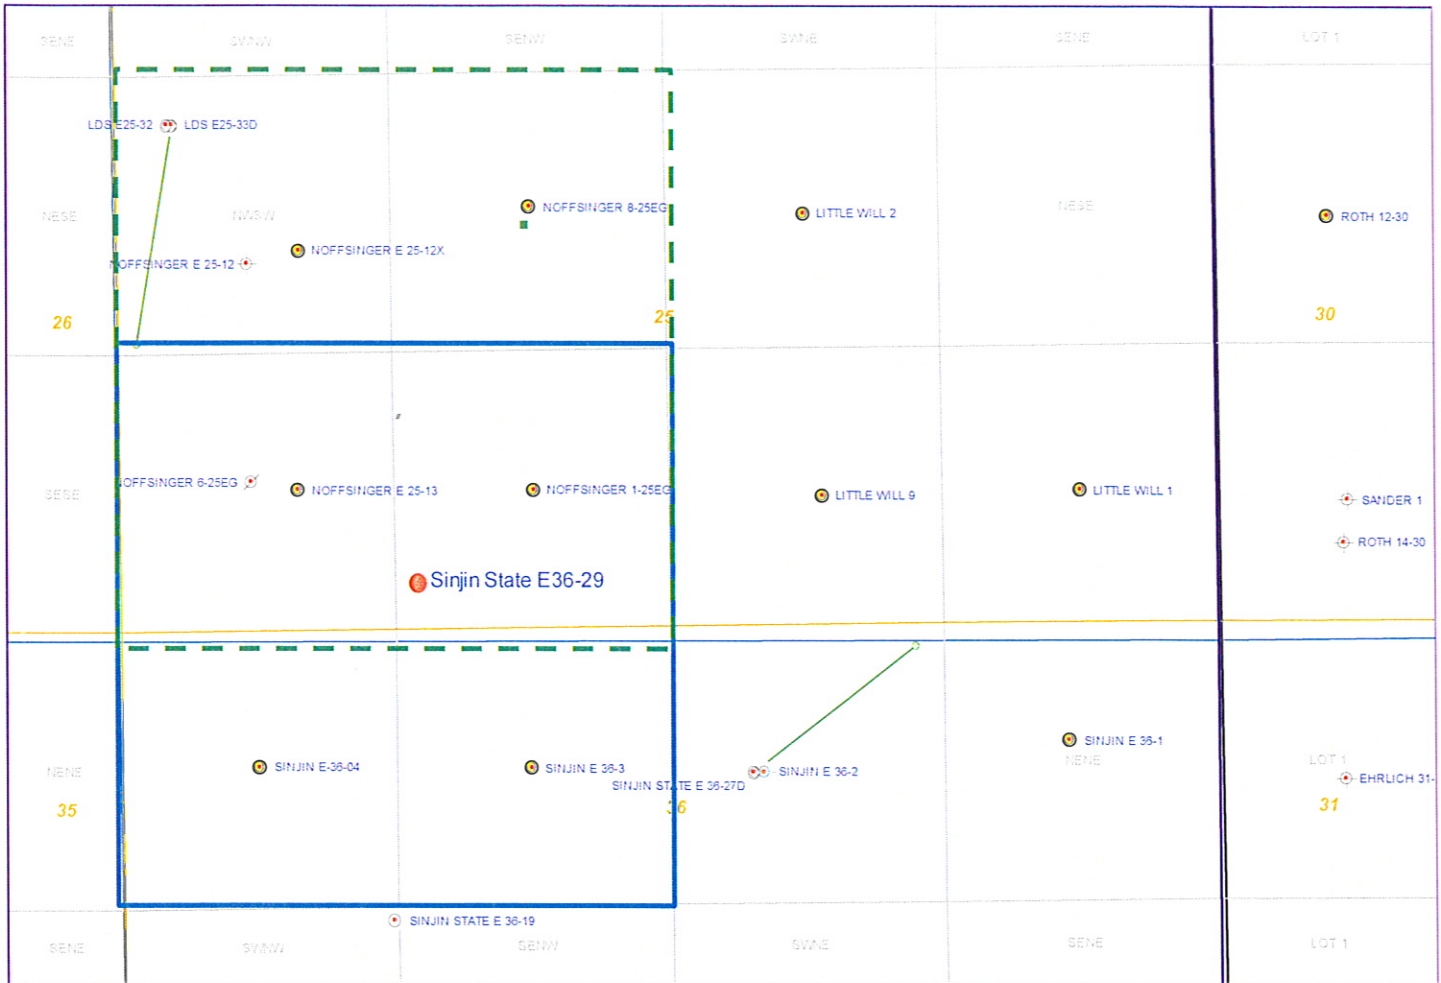 SENE SWNW SENW SWNE SENE LOT 1
LDS E25-32 LDS E25-33D
NESE NWSW NOFFSINGER 8-25EG LITTLE WILL 2 NESE ROTH 12-30
NOFFSINGER E 25-12X
NOFFSINGER E 25-12
26 25 30
NOFFSINGER 6-25EG NOFFSINGER E 25-13 NOFFSINGER 1-25EG LITTLE WILL 9 LITTLE WILL 1
SESE SANDER 1
ROTH 14-30
Sinjin State E36-29
SINJIN E 36-1
NENE SINJIN E-36-04 SINJIN E 36-3 SINJIN E 36-2 NENE LOT 1
SINJIN STATE E 36-27D EHRLICH 31-
35 36 31
SINJIN STATE E 36-19
SENE SWNW SENW SWNE SENE LOT 1